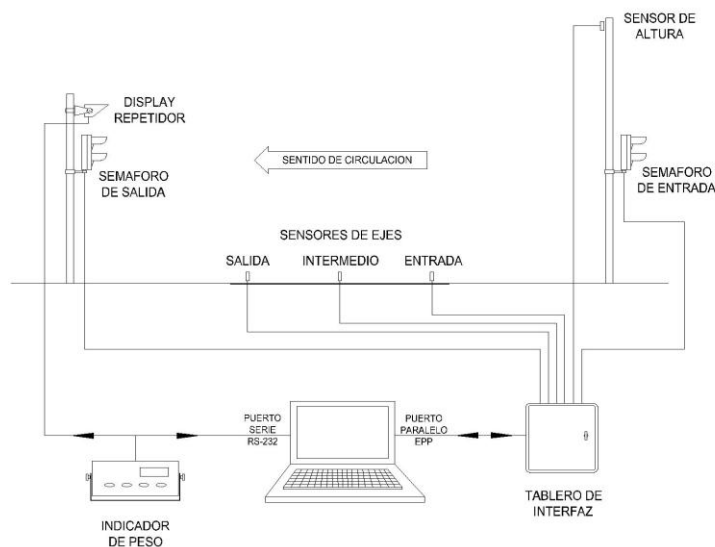 SENSOR DE
ALTURA
DISPLAY
REPETIDOR
SENTIDO DE CIRCULACION
SEMAFORO
DE SALIDA
SEMAFORO
DE ENTRADA
SENSORES DE EJES
SALIDA
INTERMEDIO
ENTRADA
PUERTO
SERIE
RS-232
PUERTO
PARALELO
EPP
INDICADOR
DE PESO
TABLERO DE
INTERFAZ